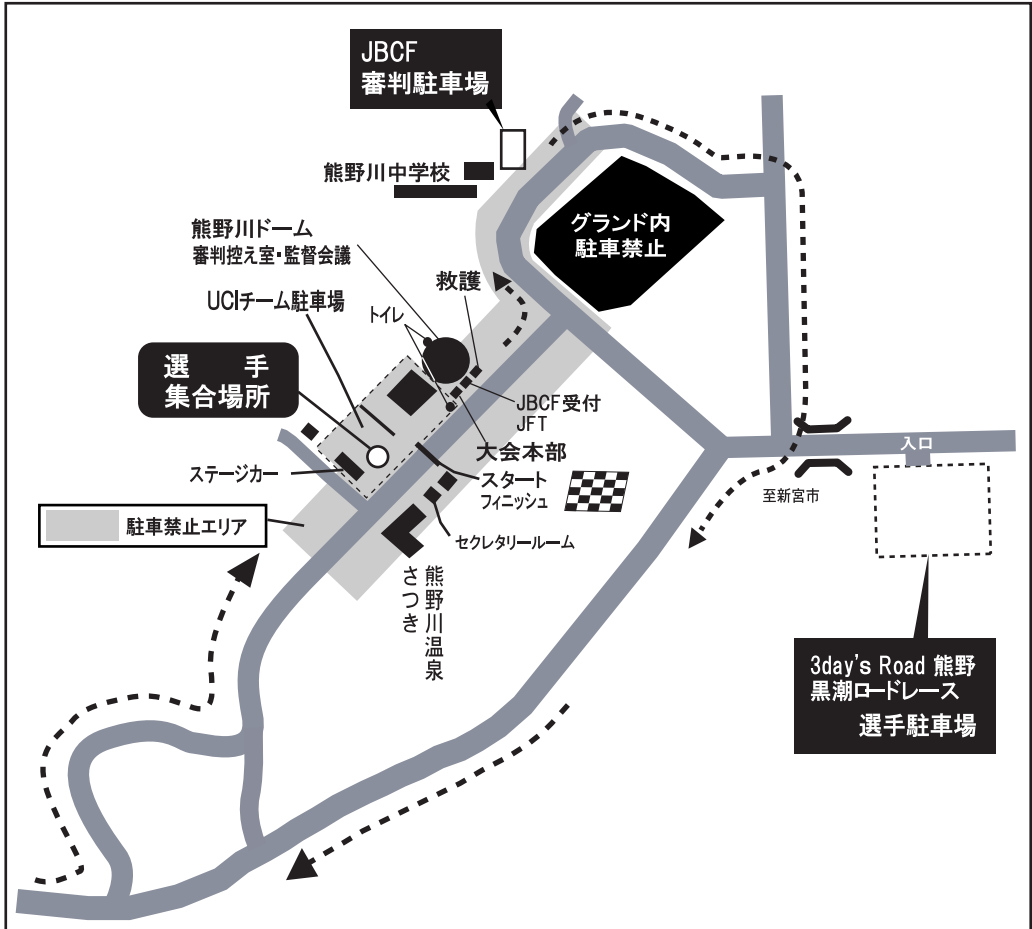 JBCF
審判駐車場
熊野川中学校
グランド内
駐車禁止
熊野川ドーム
審判控え室・監督会議
救護
UCIチーム駐車場
トイレ
選 手
集合場所
JBCF受付
JFT
大会本部
入口
ステージカー
スタート
フィニッシュ
至新宮市
駐車禁止エリア
セクレタリールーム
熊野川温泉
さつき
3day's Road 熊野
黒潮ロードレース
選手駐車場